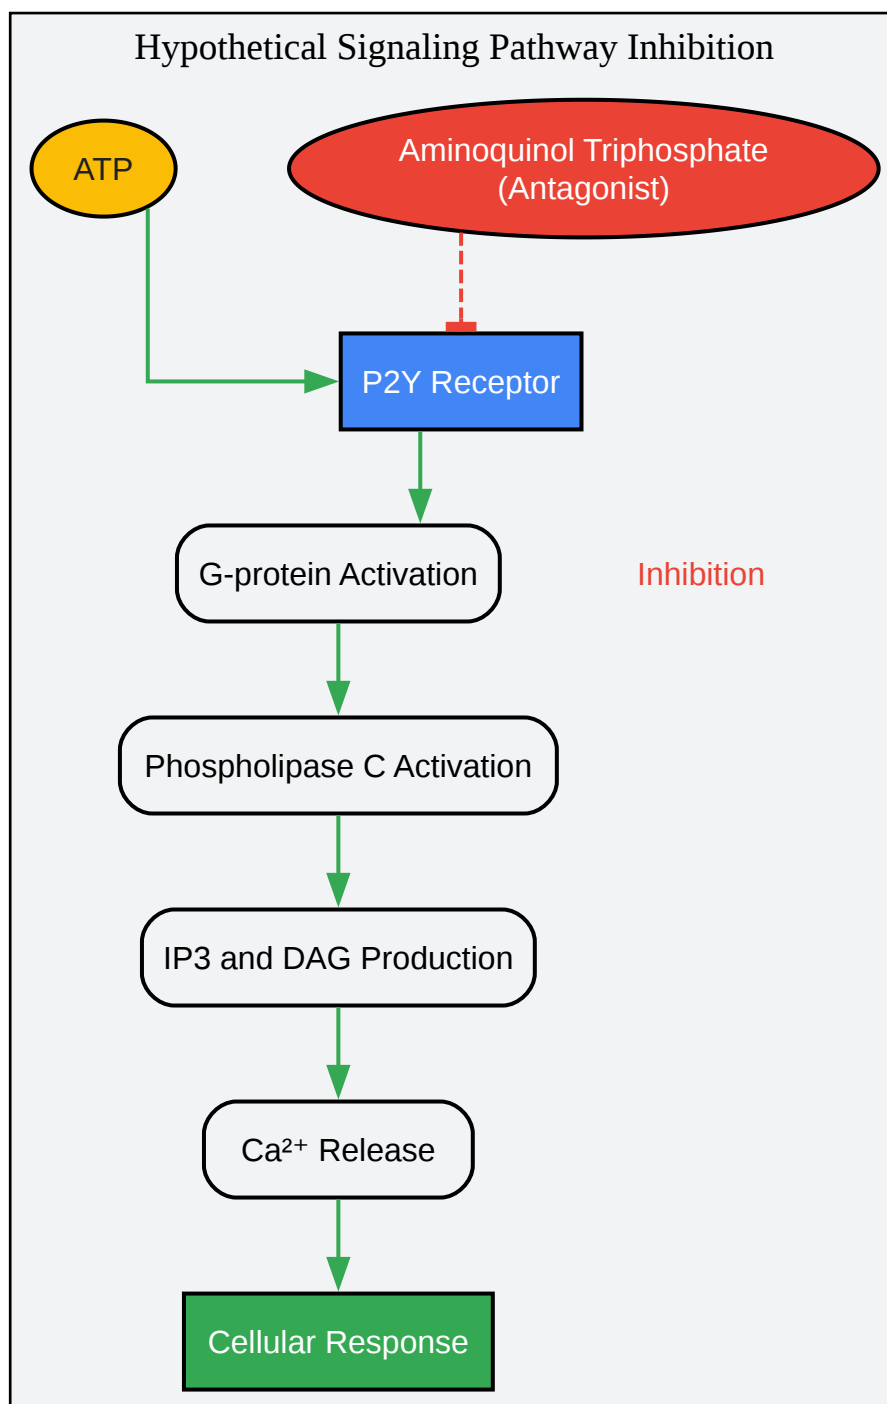 Hypothetical Signaling Pathway Inhibition
ATP
Aminoquinol Triphosphate
(Antagonist)
P2Y Receptor
G-protein Activation
Inhibition
Phospholipase C Activation
IP3 and DAG Production
Ca²⁺ Release
Cellular Response